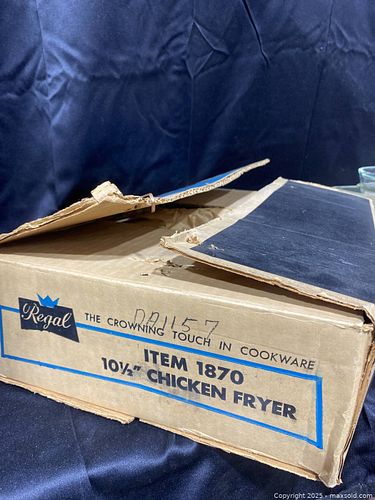 Regal
THE CROWNING TOUCH IN COOKWARE
ITEM 1870
10½" CHICKEN FRYER
Copyright © 2025 - maxsold.com